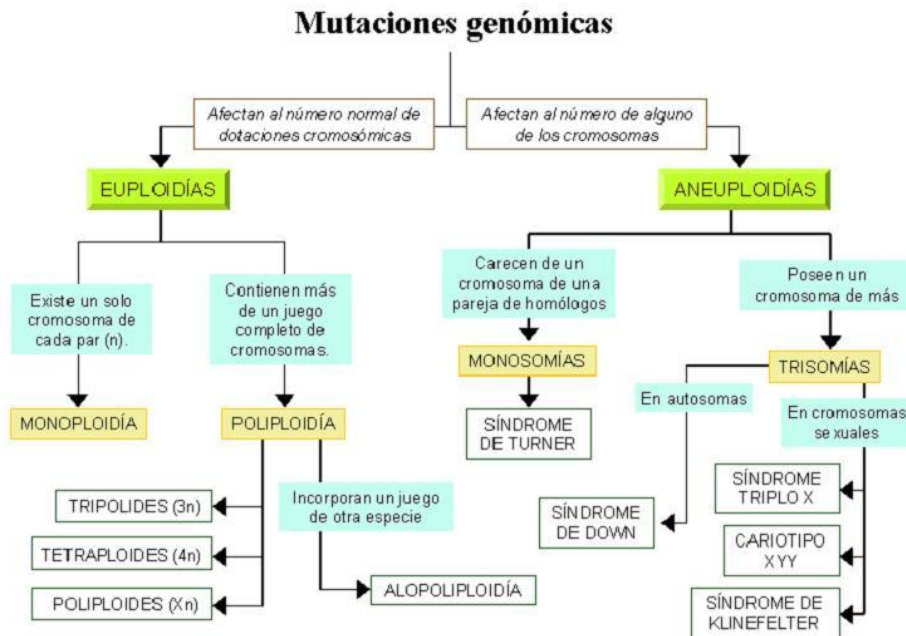 Mutaciones genómicas
Afectan al número normal de
dotaciones cromosómicas
Afectan al número de alguno
de los cromosomas
EUPLOIDÍAS
ANEUPLOIDÍAS
Existe un solo
cromosoma de
cada par (n).
Contienen más
de un juego
completo de
cromosomas.
Carecen de un
cromosoma de una
pareja de homólogos
Poseen un
cromosoma de más
MONOPLOIDÍA
POLIPLOIDÍA
MONOSOMÍAS
TRISOMÍAS
SÍNDROME
DE TURNER
En autosomas
En cromosomas
sexuales
TRIPOLIDES (3n)
TETRAPLOIDES (4n)
POLIPLOIDES (Xn)
Incorporan un juego
de otra especie
ALOPOLIPLOIDÍA
SÍNDROME
DE DOWN
SÍNDROME
TRIPLO X
CARIOTIPO
XYY
SÍNDROME DE
KLINEFELTER